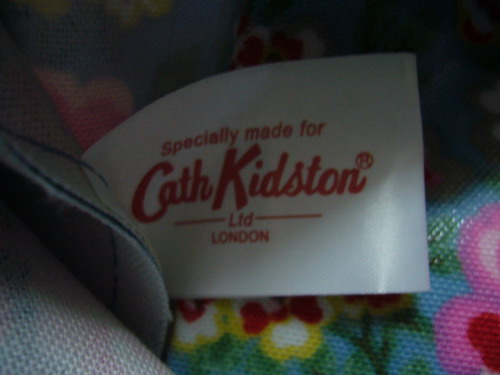 Specially made for
Cath Kidston®
Ltd
LONDON